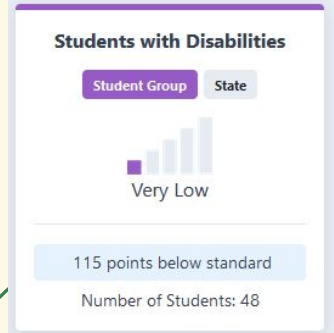 Students with Disabilities
Student Group State
Very Low
115 points below standard
Number of Students: 48